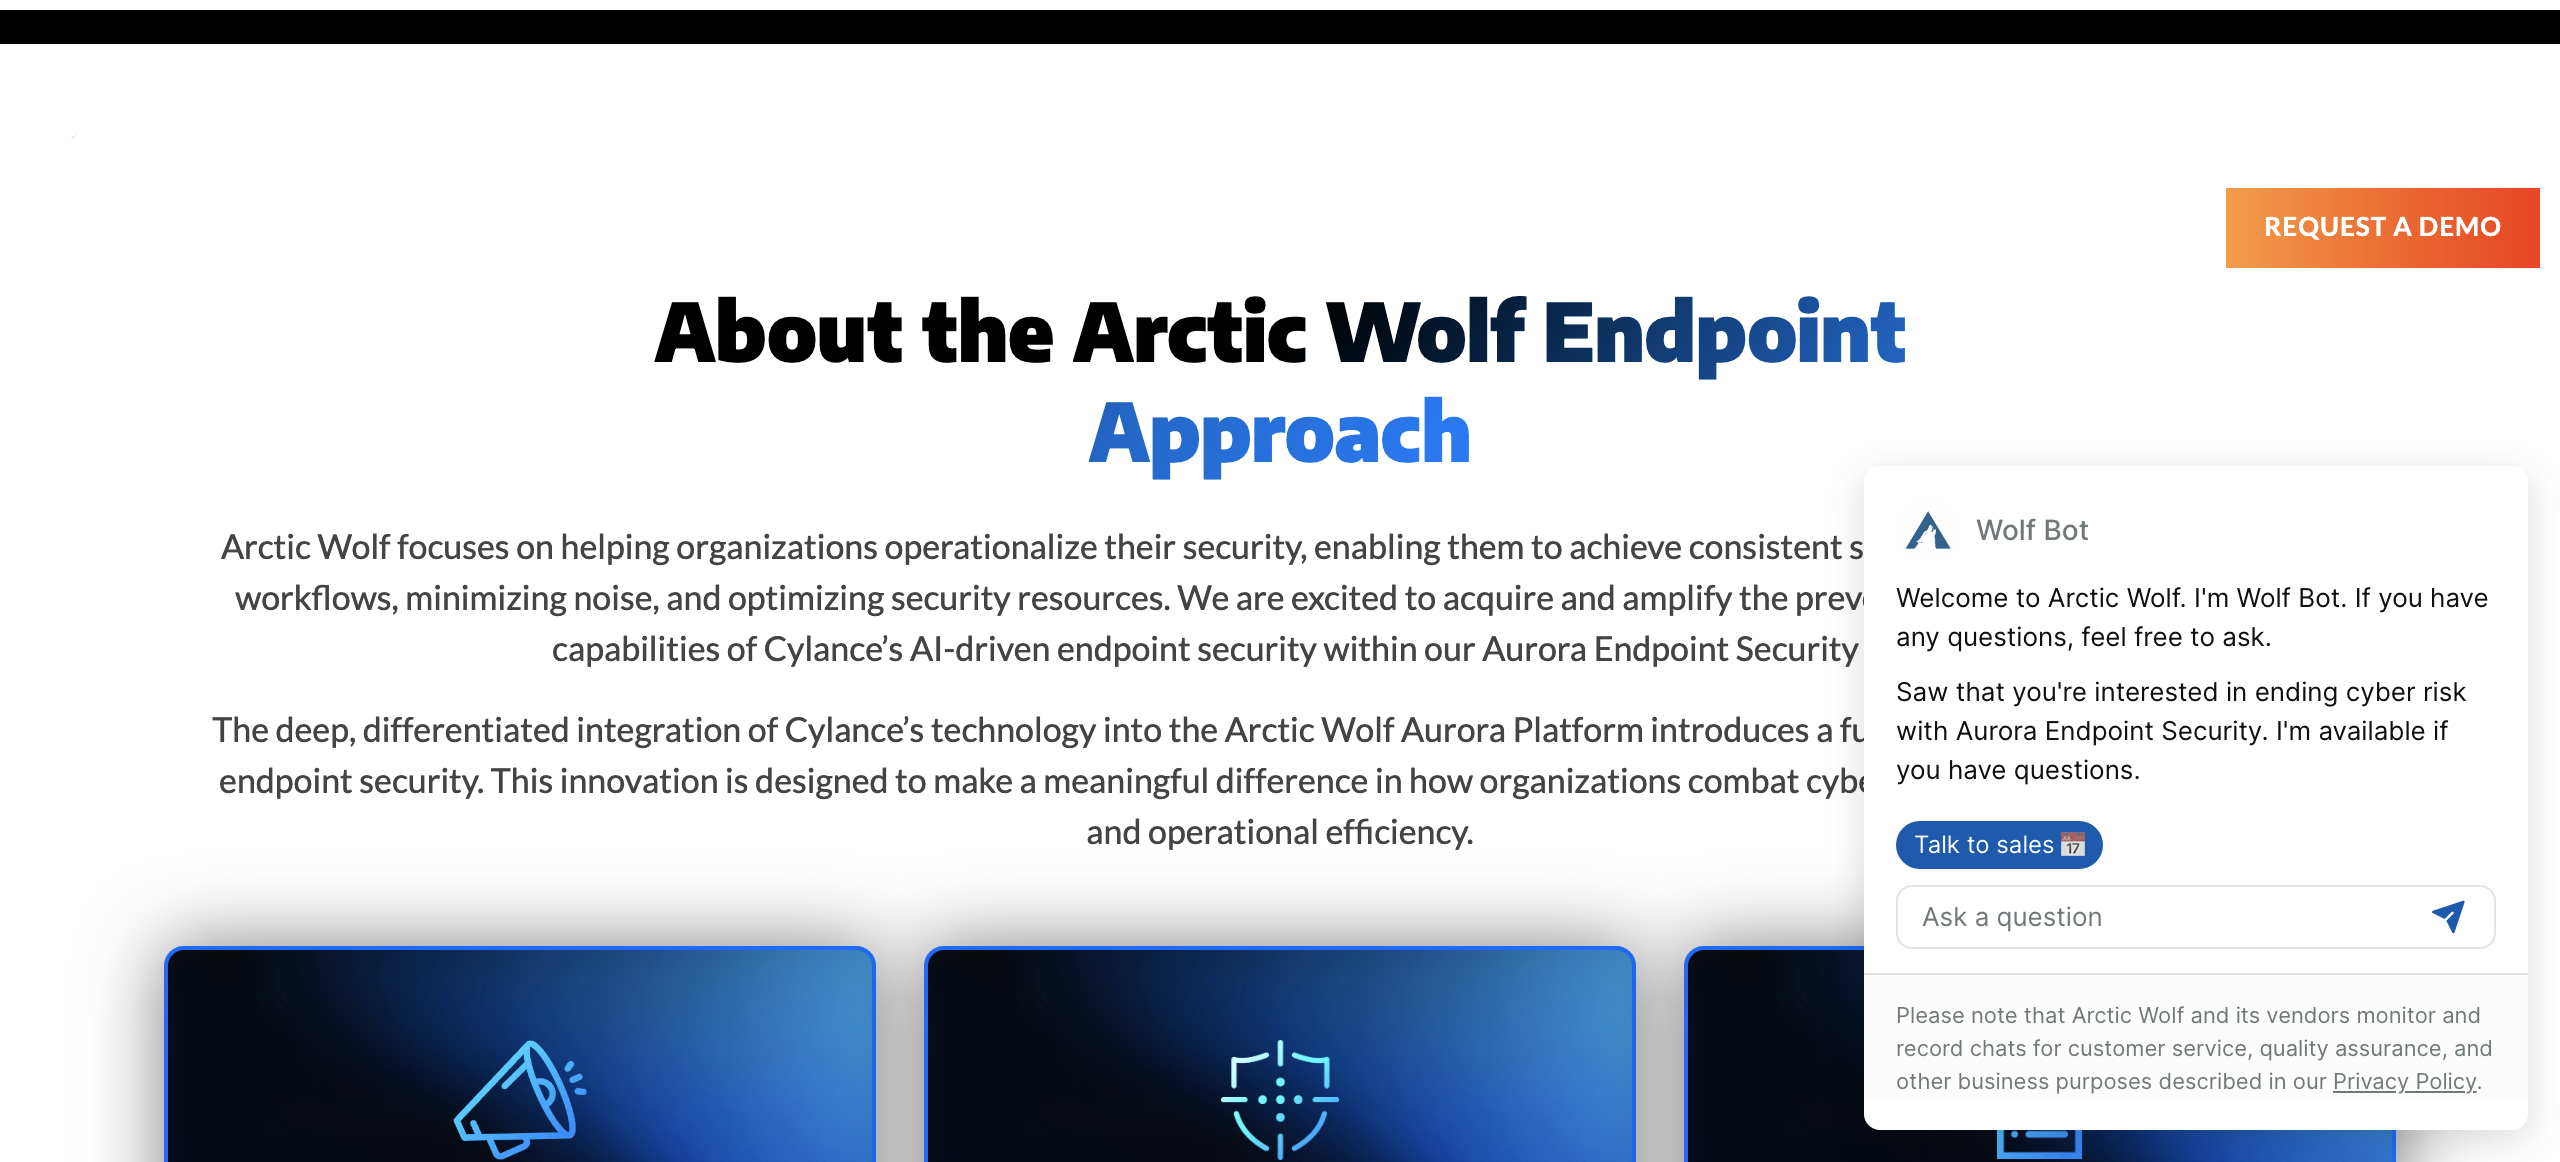 REQUEST A DEMO
About the Arctic Wolf Endpoint
Approach
Arctic Wolf focuses on helping organizations operationalize their security, enabling them to achieve consistent
workflows, minimizing noise, and optimizing security resources. We are excited to acquire and amplify the
capabilities of Cylance’s AI-driven endpoint security within our Aurora Endpoint Security
The deep, differentiated integration of Cylance’s technology into the Arctic Wolf Aurora Platform introduces a
endpoint security. This innovation is designed to make a meaningful difference in how organizations combat
and operational efficiency.
Wolf Bot
Welcome to Arctic Wolf. I'm Wolf Bot. If you have
any questions, feel free to ask.
Saw that you're interested in ending cyber risk
with Aurora Endpoint Security. I'm available if
you have questions.
Talk to sales 📅
Ask a question
Please note that Arctic Wolf and its vendors monitor and
record chats for customer service, quality assurance, and
other business purposes described in our Privacy Policy.